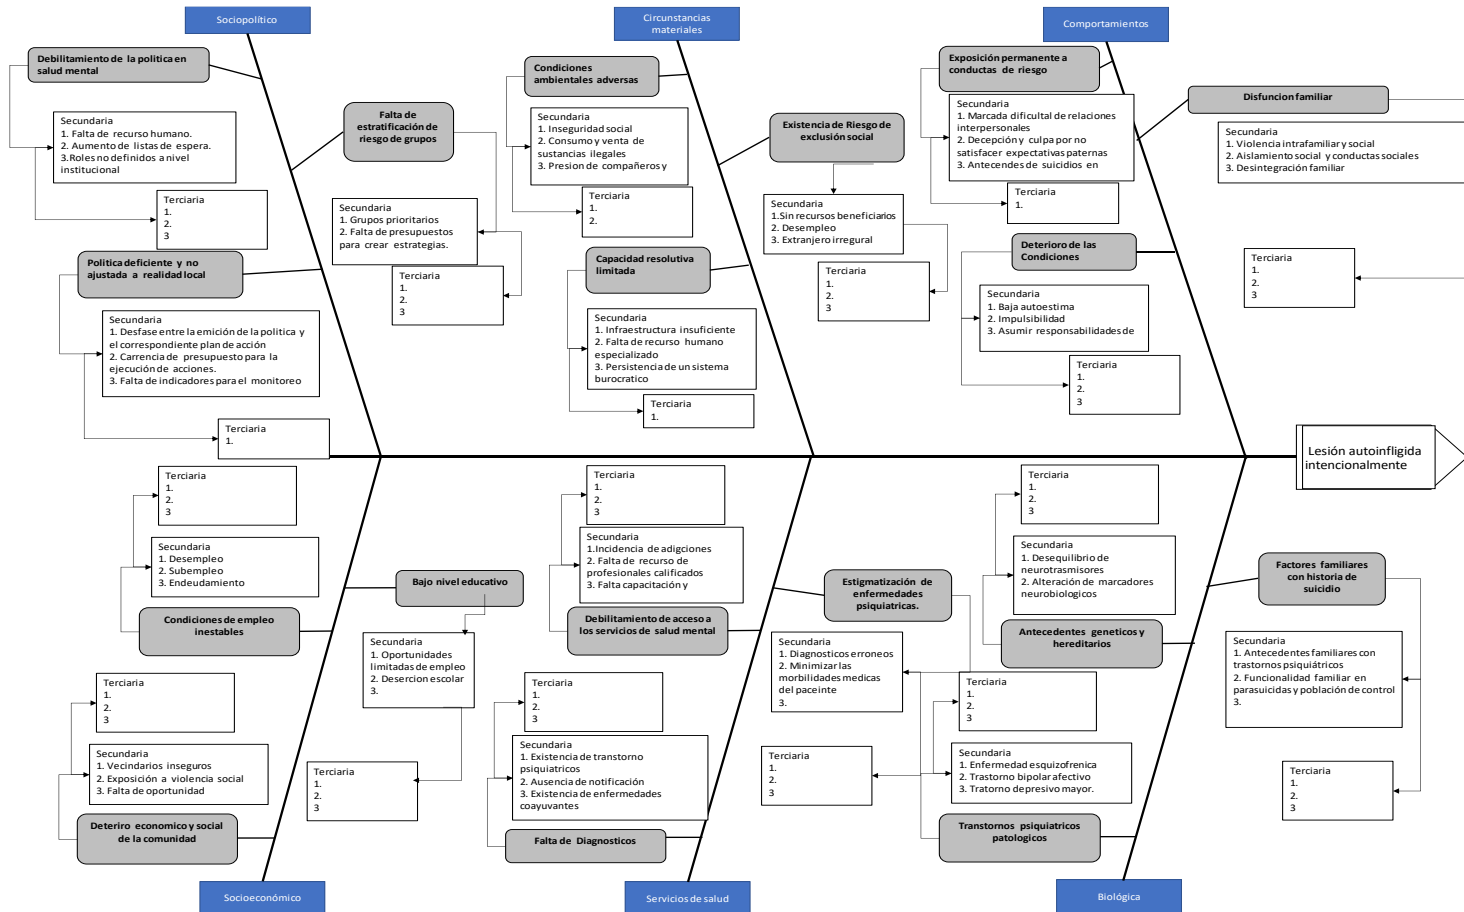 Sociopolítico
Debilitamiento de la politica en
salud mental
Secundaria
1. Falta de recurso humano.
2. Aumento de listas de espera.
3.Roles no definidos a nivel
institucional
Terciaria
1.
2.
3
Falta de
estratificación de
riesgo de grupos
Secundaria
1. Grupos prioritarios
2. Falta de presupuestos
para crear estrategias.
Terciaria
1.
2.
3
Politica deficiente y no
ajustada a realidad local
Secundaria
1. Desfase entre la emición de la politica y
el correspondiente plan de acción
2. Carrencia de presupuesto para la
ejecución de acciones.
3. Falta de indicadores para el monitoreo
Terciaria
1.
Circunstancias
materiales
Condiciones
ambientales adversas
Secundaria
1. Inseguridad social
2. Consumo y venta de
sustancias ilegales
3. Presion de compañeros y
Terciaria
1.
2.
Existencia de Riesgo de
exclusión social
Secundaria
1.Sin recursos beneficiarios
2. Desempleo
3. Extranjero irregural
Terciaria
1.
2.
3
Capacidad resolutiva
limitada
Secundaria
1. Infraestructura insuficiente
2. Falta de recurso humano
especializado
3. Persistencia de un sistema
burocratico
Terciaria
1.
Comportamientos
Exposición permanente a
conductas de riesgo
Secundaria
1. Marcada dificultal de relaciones
interpersonales
2. Decepción y culpa por no
satisfacer expectativas paternas
3. Antecendes de suicidios en
Terciaria
1.
Disfuncion familiar
Secundaria
1. Violencia intrafamiliar y social
2. Aislamiento social y conductas sociales
3. Desintegración familiar
Terciaria
1.
2.
3
Deterioro de las
Condiciones
Secundaria
1. Baja autoestima
2. Impulsibilidad
3. Asumir responsabilidades de
Terciaria
1.
2.
3
Lesión autoinfligida
intencionalmente
Terciaria
1.
2.
3
Secundaria
1. Desempleo
2. Subempleo
3. Endeudamiento
Condiciones de empleo
inestables
Bajo nivel educativo
Secundaria
1. Oportunidades
limitadas de empleo
2. Desercion escolar
3.
Terciaria
1.
2.
3
Terciaria
1.
2.
3
Secundaria
1. Vecindarios inseguros
2. Exposición a violencia social
3. Falta de oportunidad
Deteriro economico y social
de la comunidad
Socioeconómico
Terciaria
1.
2.
3
Secundaria
1.Incidencia de adigciones
2. Falta de recurso de
profesionales calificados
3. Falta capacitación y
Debilitamiento de acceso a
los servicios de salud mental
Estigmatización de
enfermedades
psiquiatricas.
Secundaria
1. Diagnosticos erroneos
2. Minimizar las
morbilidades medicas
del paceinte
3.
Terciaria
1.
2.
3
Terciaria
1.
2.
3
Secundaria
1. Existencia de transtorno
psiquiatricos
2. Ausencia de notificación
3. Existencia de enfermedades
coayuvantes
Falta de Diagnosticos
Servicios de salud
Terciaria
1.
2.
3
Secundaria
1. Desequilibrio de
neurotrasmisores
2. Alteración de marcadores
neurobiologicos
Antecedentes geneticos y
hereditarios
Factores familiares
con historia de
suicidio
Secundaria
1. Antecedentes familiares con
trastornos psiquiátricos
2. Funcionalidad familiar en
parasuicidas y población de control
3.
Terciaria
1.
2.
3
Terciaria
1.
2.
3
Secundaria
1. Enfermedad esquizofrenica
2. Trastorno bipolar afectivo
3. Tratorno depresivo mayor.
Transtornos psiquiatricos
patologicos
Biológica